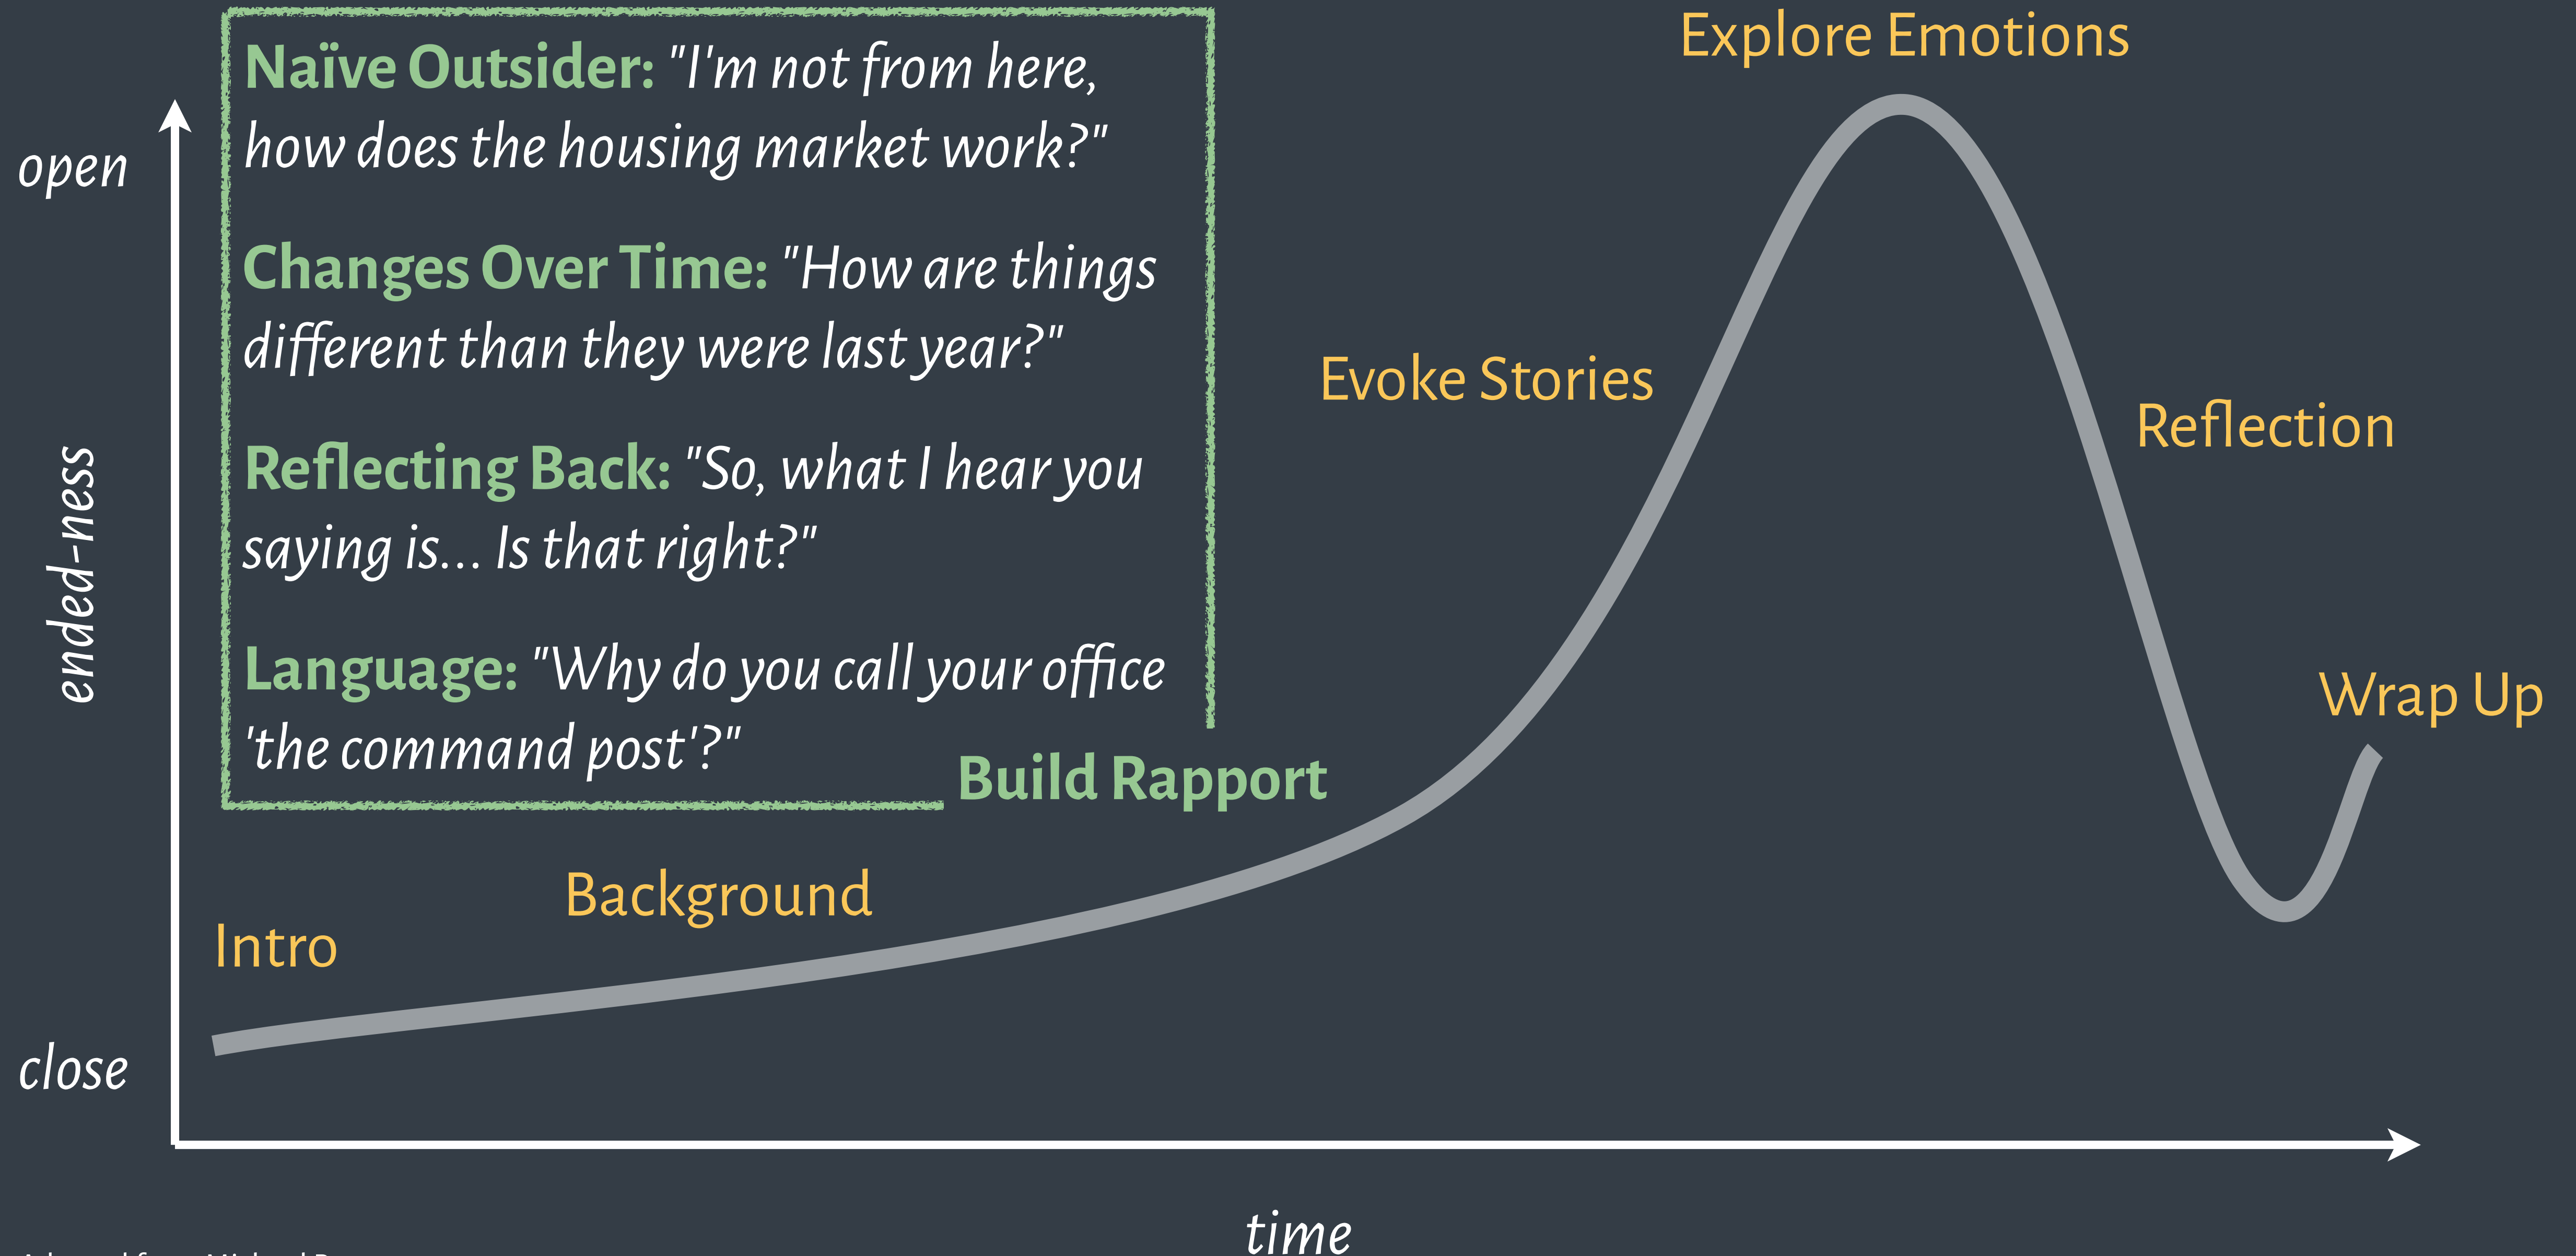 Naïve Outsider: "I'm not from here,
how does the housing market work?"
Changes Over Time: "How are things
different than they were last year?"
Reflecting Back: "So, what I hear you
saying is... Is that right?"
Language: "Why do you call your office
'the command post'?"
Build Rapport
Explore Emotions
Evoke Stories
Reflection
Wrap Up
Background
Intro
open
ended-ness
close
time